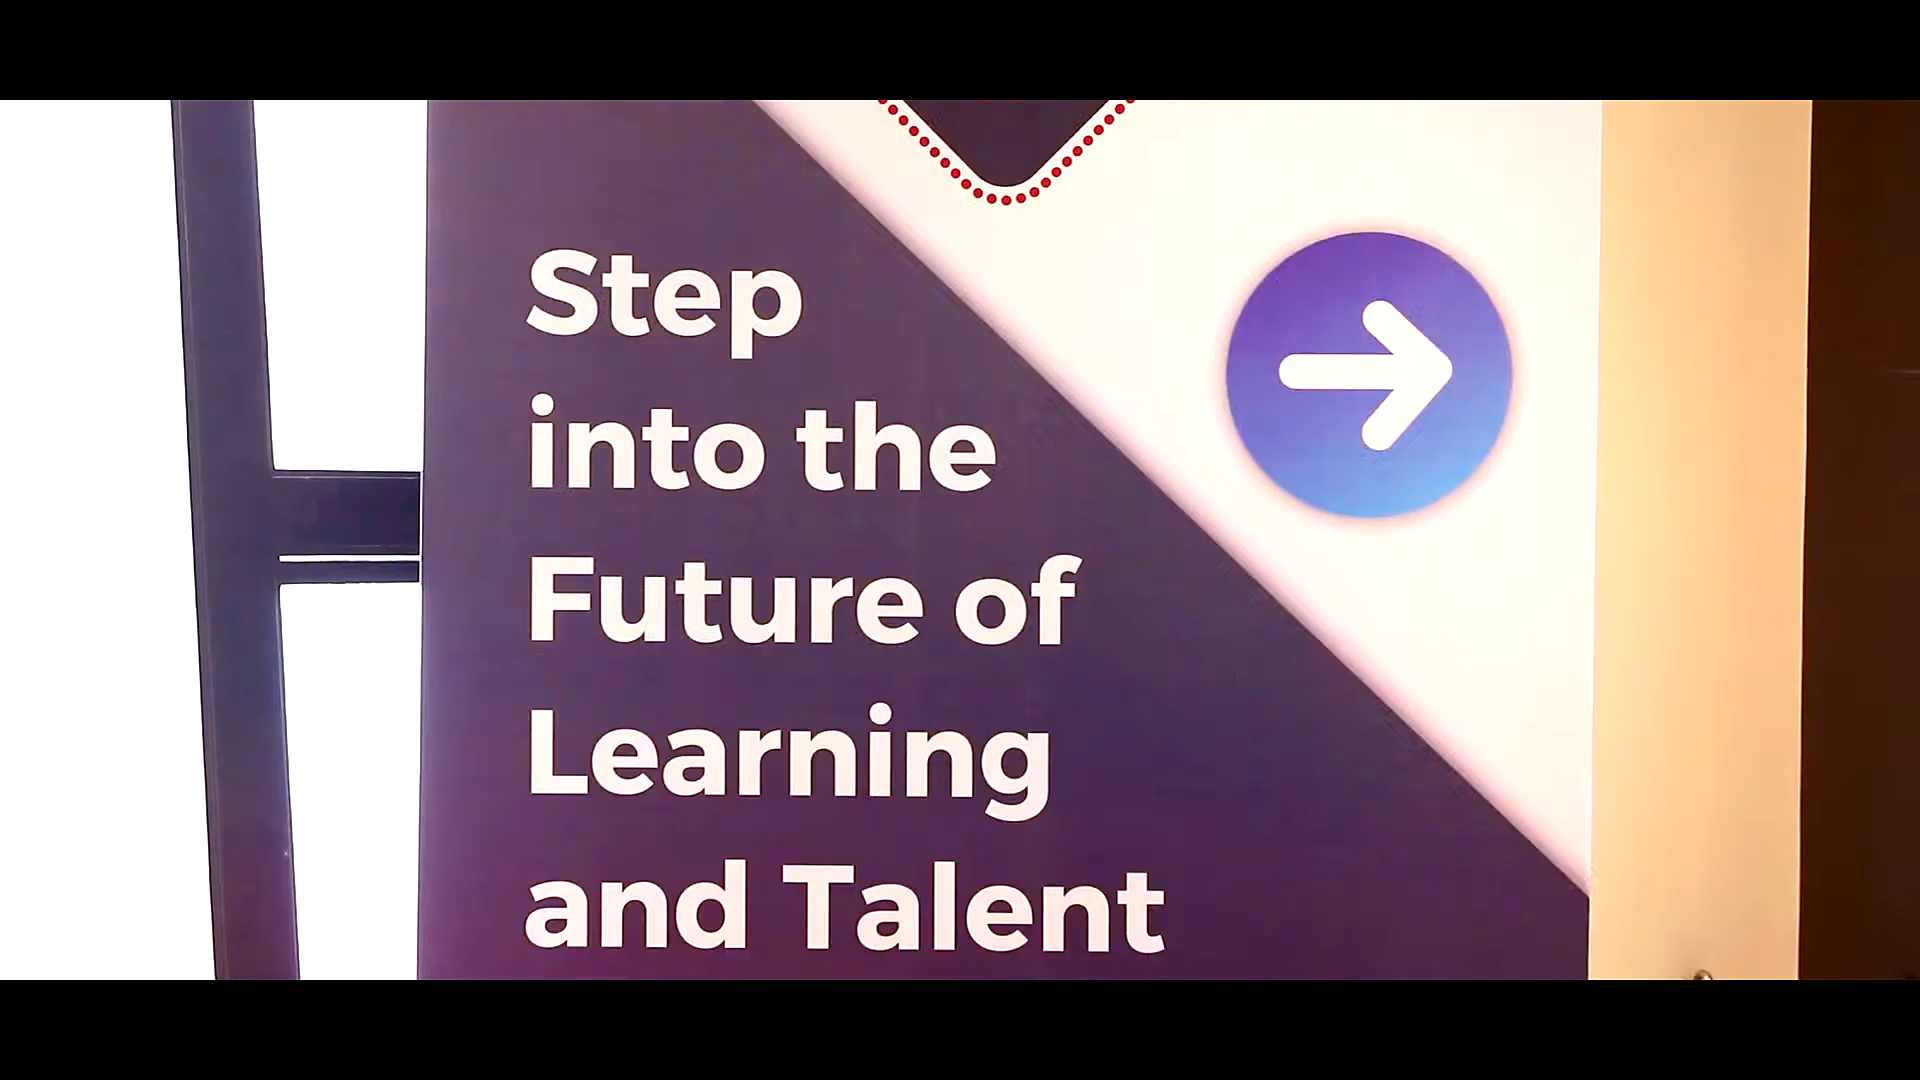 Step
into the
Future of
Learning
and Talent